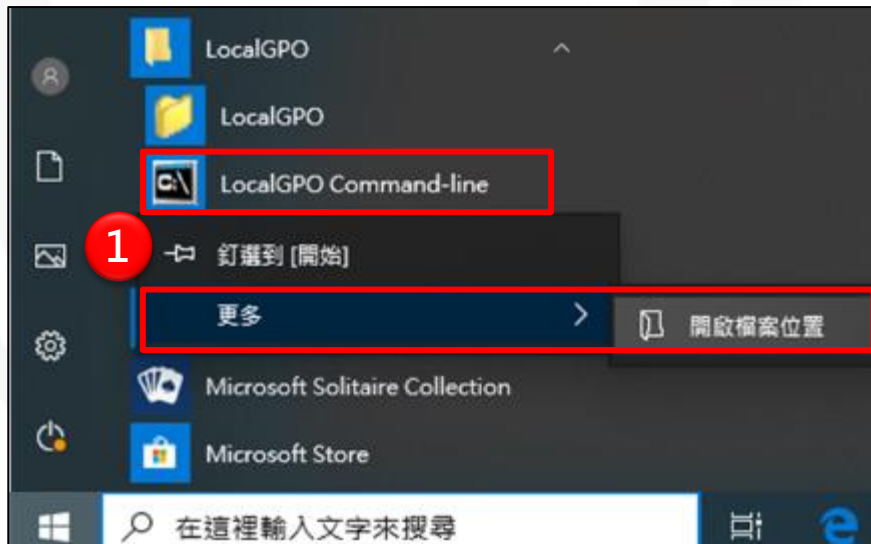 LocalGPO
LocalGPO
C:\
LocalGPO Command-line
1
釘選到 [開始]
更多
開啟檔案位置
Microsoft Solitaire Collection
Microsoft Store
在這裡輸入文字來搜尋